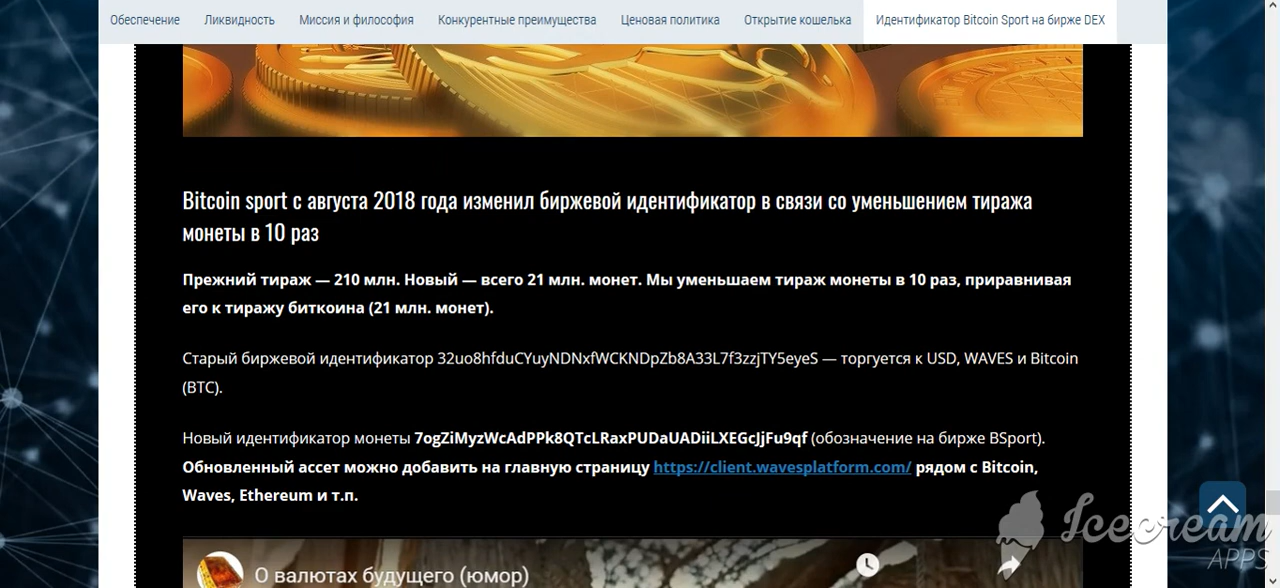 Обеспечение Ликвидность Миссия и философия Конкурентные преимущества Ценовая политика Открытие кошелька Идентификатор Bitcoin Sport на бирже DEX
Bitcoin sport с августа 2018 года изменил биржевой идентификатор в связи со уменьшением тиража
монеты в 10 раз
Прежний тираж — 210 млн. Новый — всего 21 млн. монет. Мы уменьшаем тираж монеты в 10 раз, приравнивая
его к тиражу биткоина (21 млн. монет).
Старый биржевой идентификатор 32uo8hfduCYuyNDNxfWCKNDpZb8A33L7f3zzjTY5eyeS — торгуется к USD, WAVES и Bitcoin
(BTC).
Новый идентификатор монеты 7ogZiMyzWcAdPPk8QTcLRaxPUDaUADiiLXEGcJjFu9qf (обозначение на бирже BSport).
Обновленный ассет можно добавить на главную страницу https://client.wavesplatform.com/ рядом с Bitcoin,
Waves, Ethereum и т.п.
Icecream
APPS
О валютах будущего (юмор)